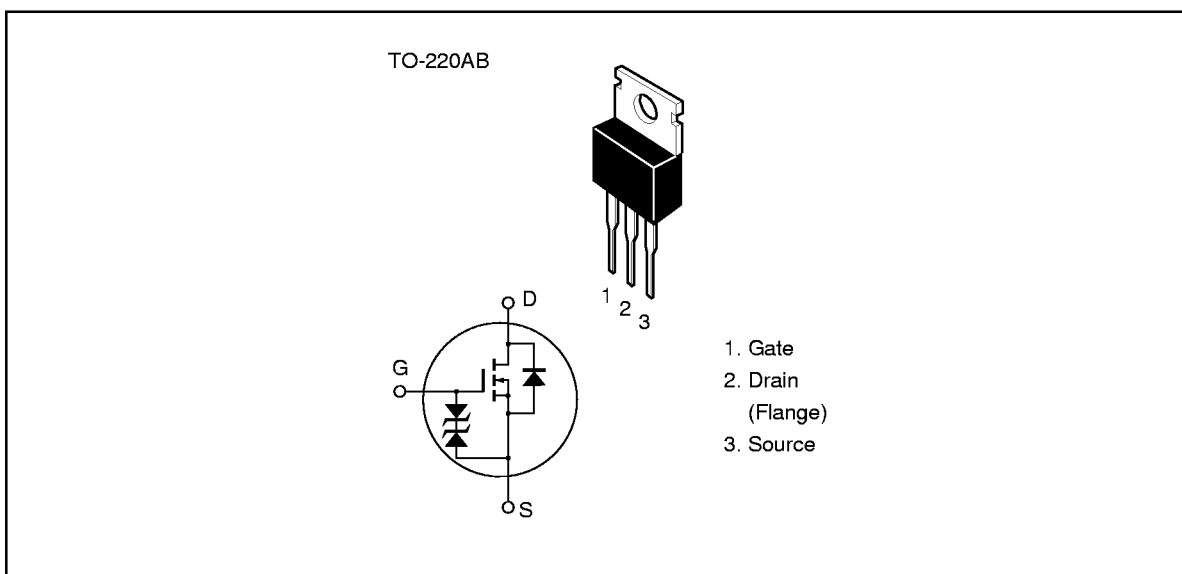 TO-220AB
1
2
3
D
G
S
1. Gate
2. Drain
(Flange)
3. Source